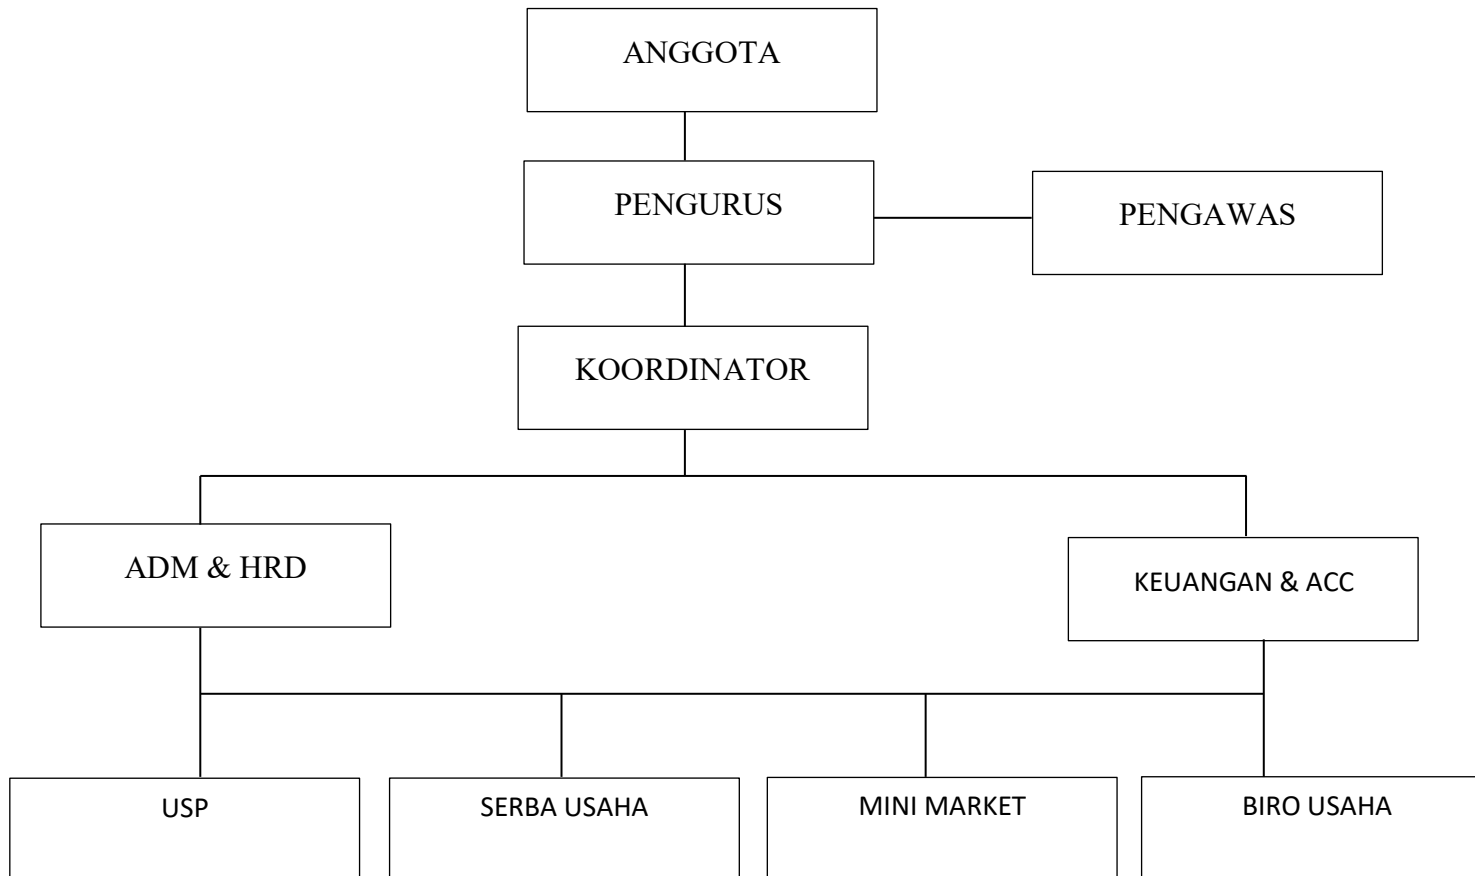 ANGGOTA
PENGURUS
PENGAWAS
KOORDINATOR
ADM & HRD
KEUANGAN & ACC
USP
SERBA USAHA
MINI MARKET
BIRO USAHA